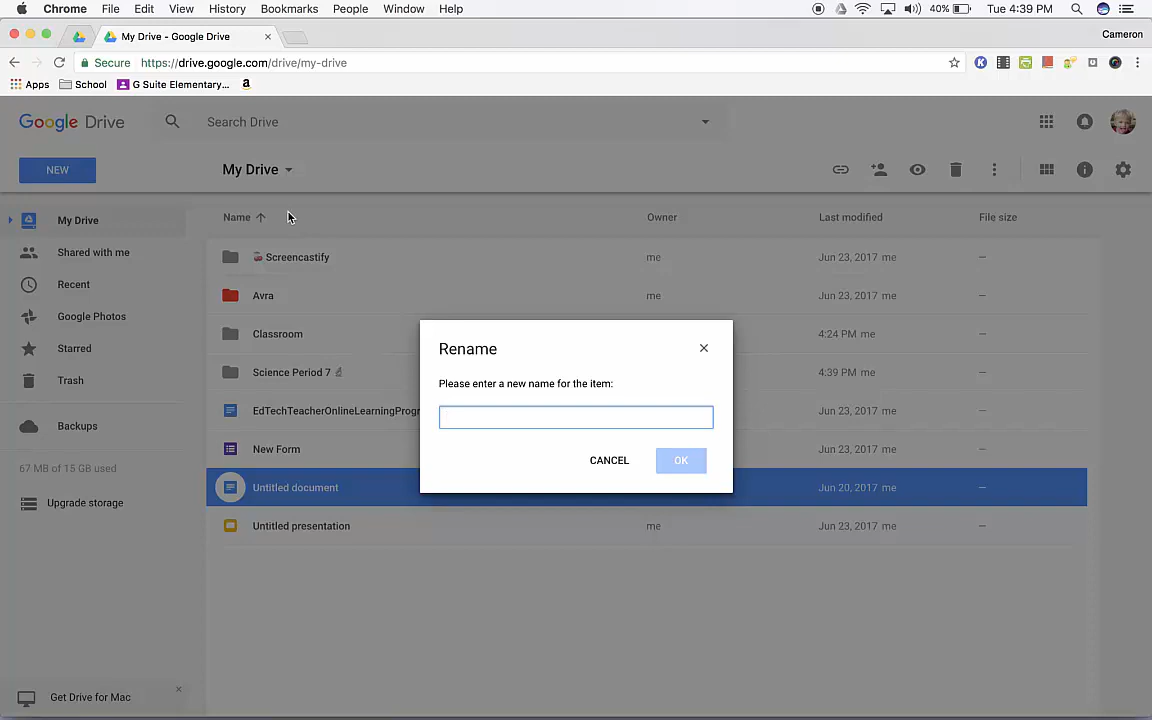 Chrome File Edit View History Bookmarks People Window Help 40% Tue 4:39 PM
My Drive - Google Drive Cameron
Secure https://drive.google.com/drive/my-drive
Apps School G Suite Elementary...
Google Drive Search Drive
NEW My Drive
Name Owner Last modified File size
My Drive
Shared with me
Recent
Google Photos
Starred
Trash
Backups
67 MB of 15 GB used
Upgrade storage
Get Drive for Mac
Screencastify me Jun 23, 2017 me —
Avra me Jun 23, 2017 me —
Classroom 4:24 PM me —
Science Period 7 4:39 PM me —
EdTechTeacherOnlineLearningProgr Jun 23, 2017 me —
New Form Jun 23, 2017 me —
Untitled document Jun 20, 2017 me —
Untitled presentation me Jun 23, 2017 me —
Rename
Please enter a new name for the item:
CANCEL OK